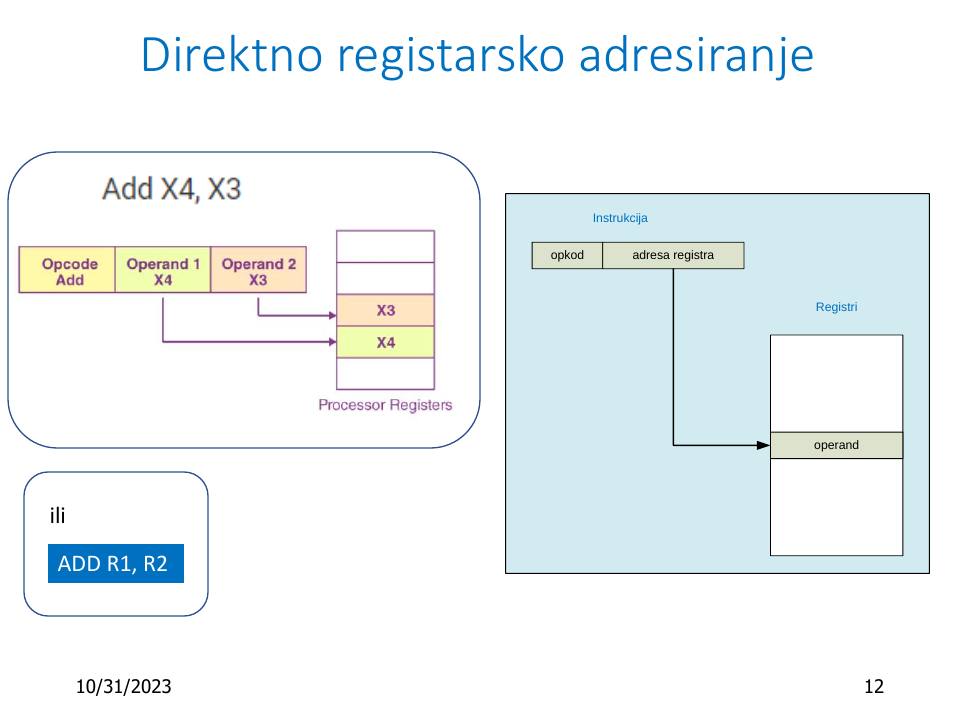 Direktno registarsko adresiranje
Add X4, X3
Opcode Add
Operand 1 X4
Operand 2 X3
X3
X4
Processor Registers
ili
ADD R1, R2
Instrukcija
opkod
adresa registra
Registri
operand
10/31/2023
12